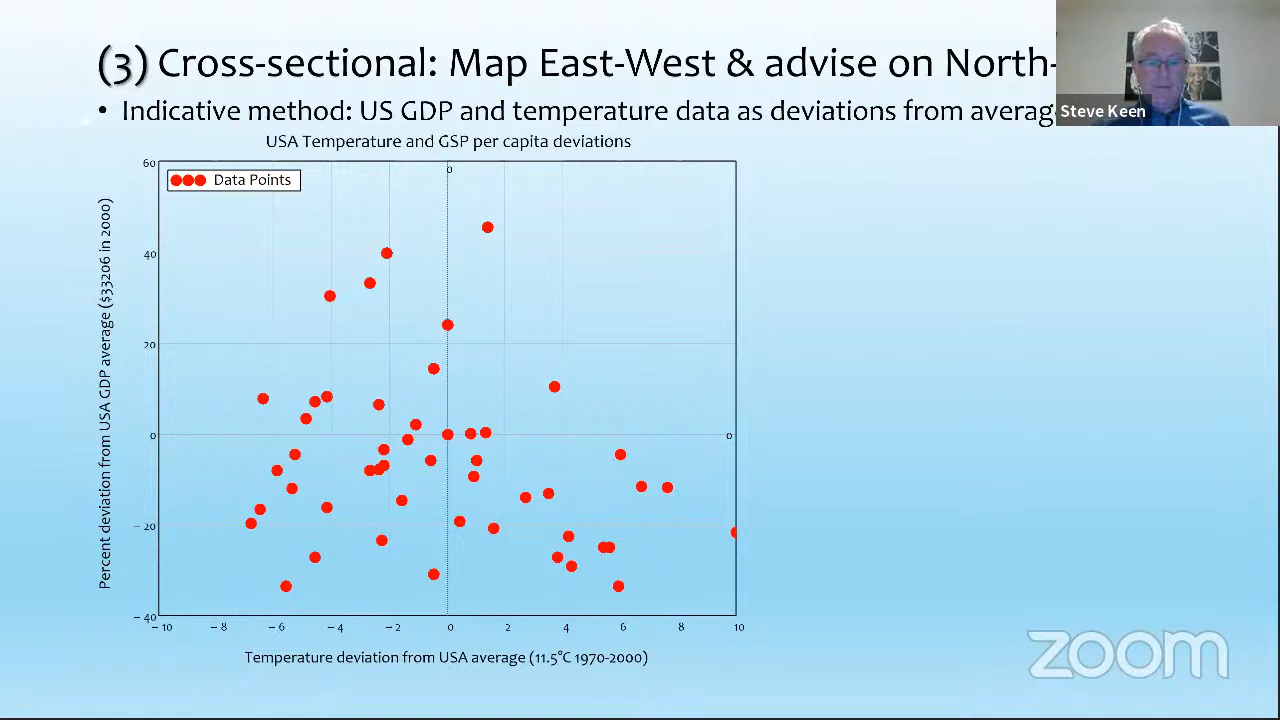 (3) Cross-sectional: Map East-West & advise on North-
• Indicative method: US GDP and temperature data as deviations from averag
Steve Keen
USA Temperature and GSP per capita deviations
Data Points
Percent deviation from USA GDP average ($33206 in 2000)
60
40
20
0
– 20
– 40
0
0
– 10 – 8 – 6 – 4 – 2 0 2 4 6 8 10
Temperature deviation from USA average (11.5°C 1970-2000)
zoom